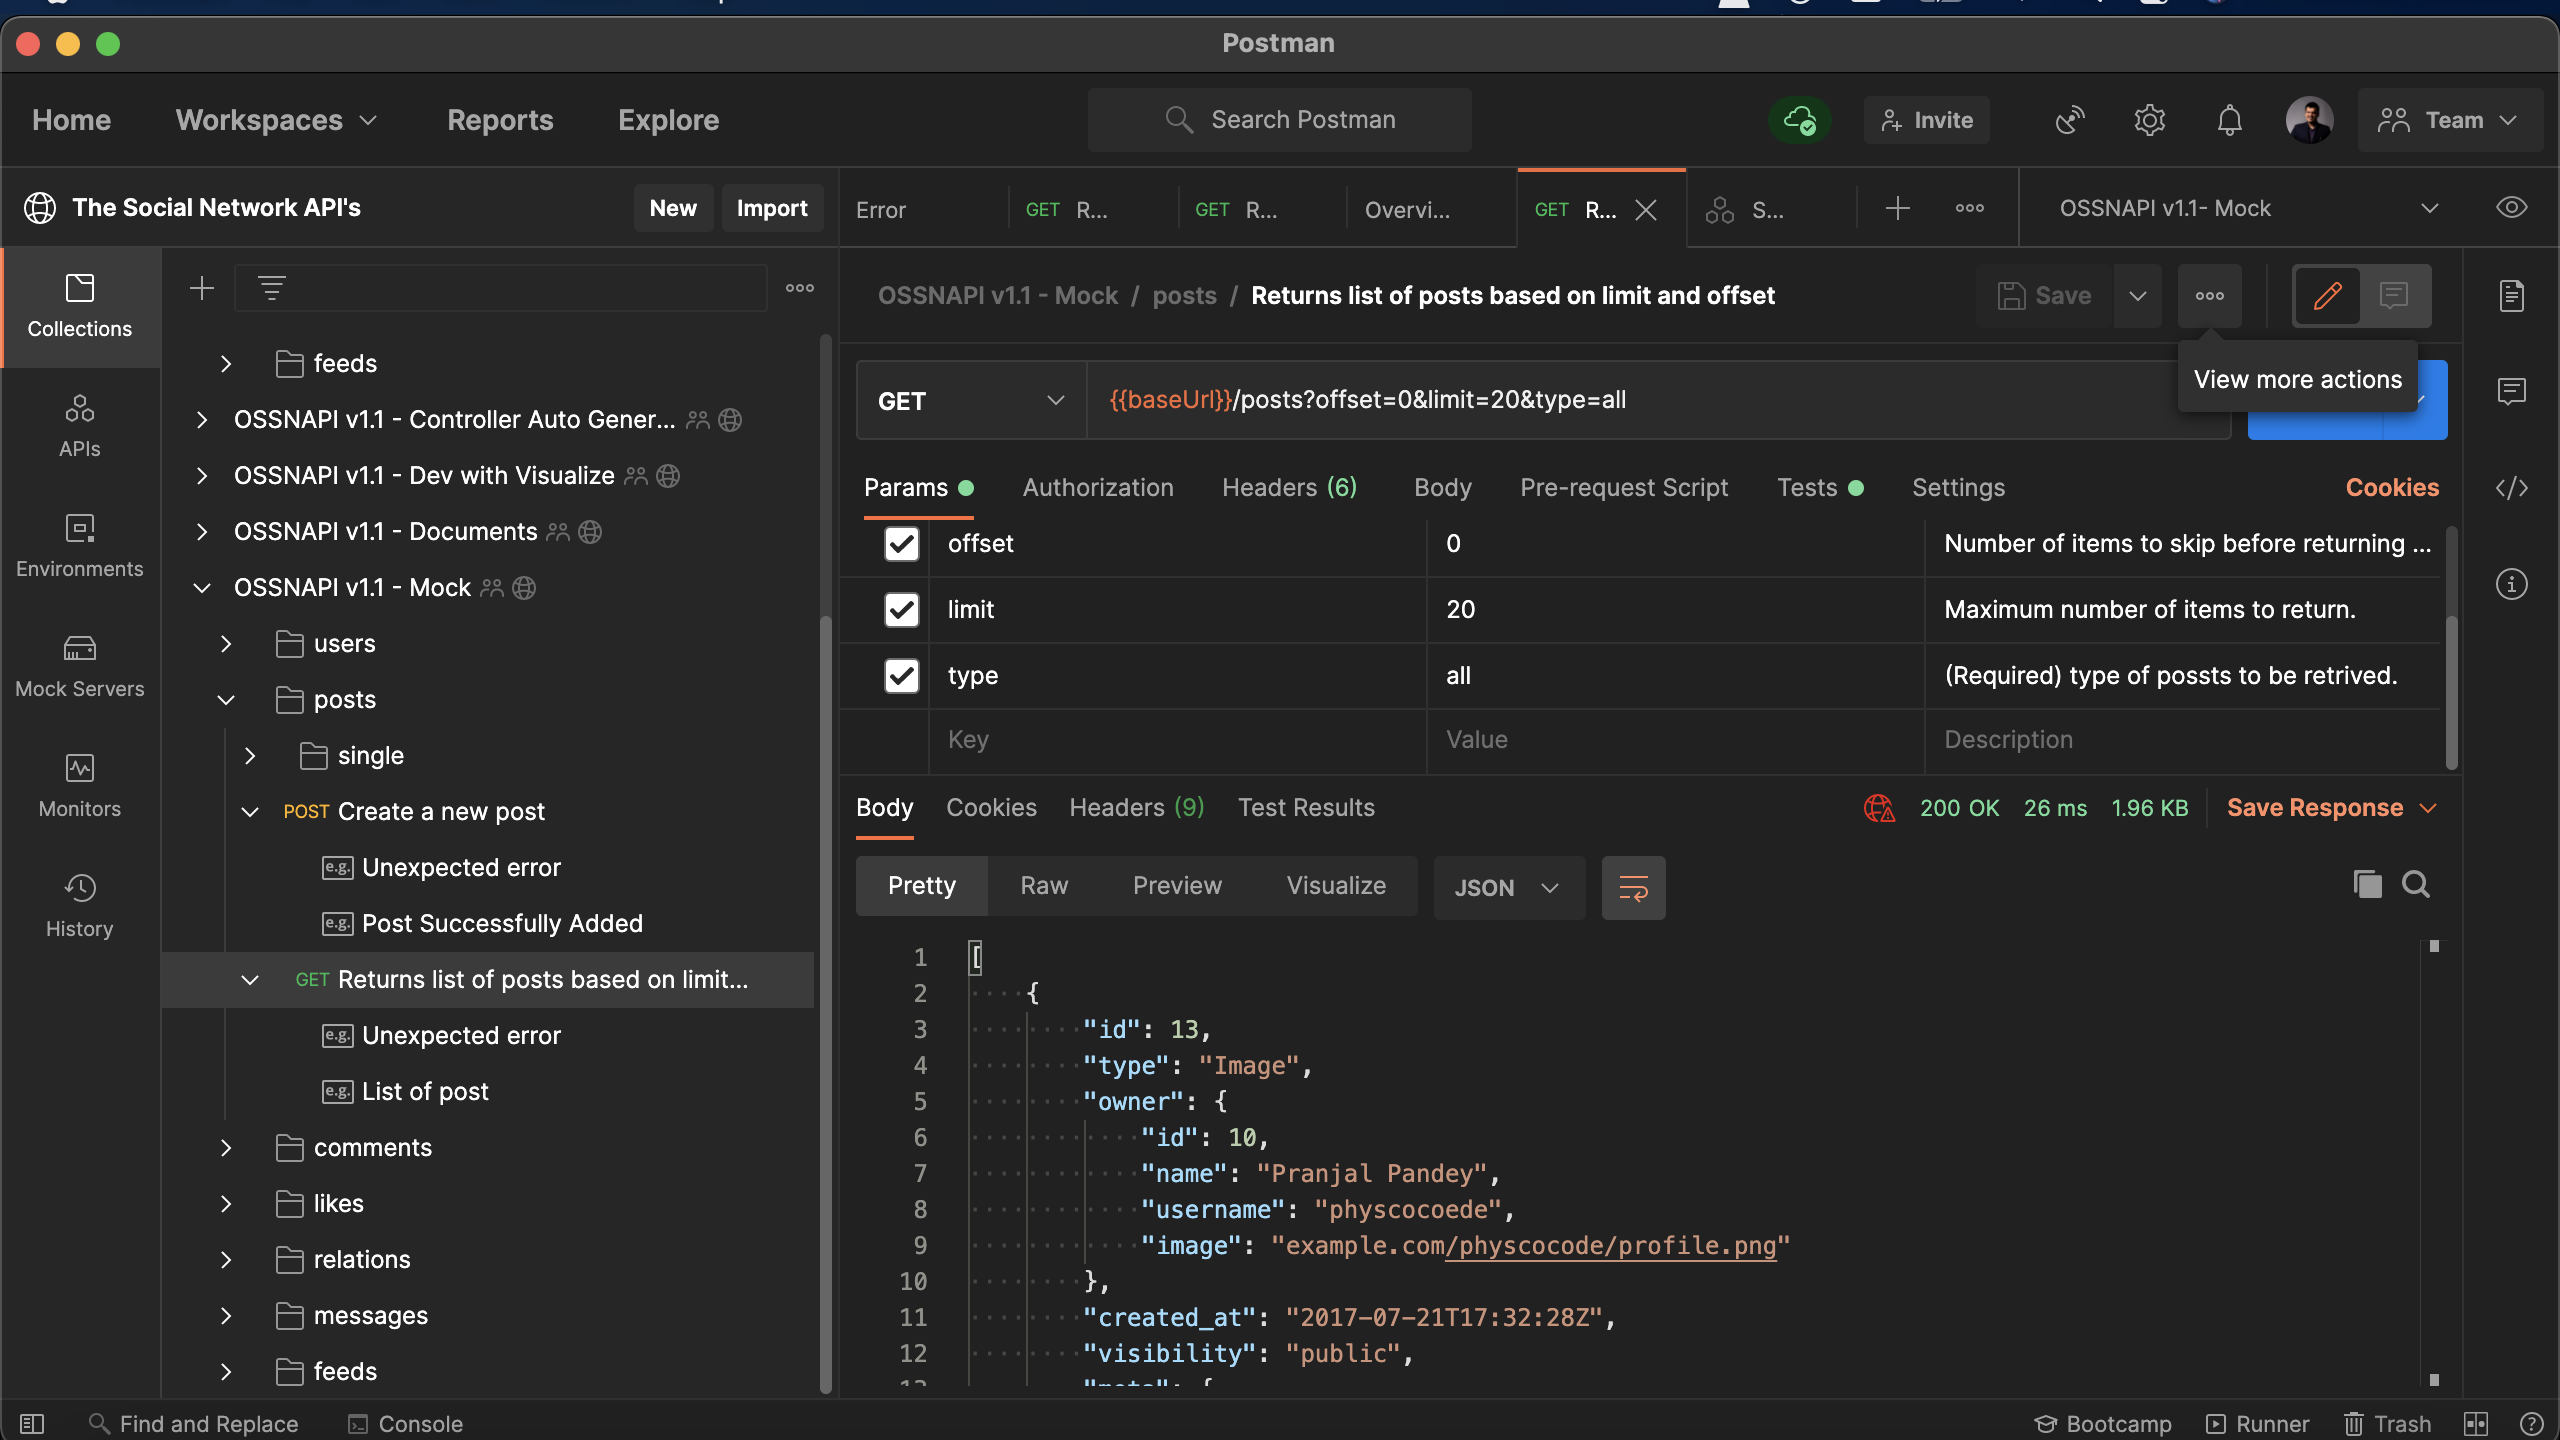 Postman
Home Workspaces Reports Explore Search Postman Invite Team
The Social Network API's New Import Error GET R... GET R... Overvi... GET R... S... OSSNAPI v1.1- Mock
OSSNAPI v1.1 - Mock / posts / Returns list of posts based on limit and offset Save
View more actions
Collections
APIs
Environments
Mock Servers
Monitors
History
feeds
OSSNAPI v1.1 - Controller Auto Gener...
OSSNAPI v1.1 - Dev with Visualize
OSSNAPI v1.1 - Documents
OSSNAPI v1.1 - Mock
users
posts
single
POST Create a new post
e.g. Unexpected error
e.g. Post Successfully Added
GET Returns list of posts based on limit...
e.g. Unexpected error
e.g. List of post
comments
likes
relations
messages
feeds
GET {{baseUrl}}/posts?offset=0&limit=20&type=all
Params Authorization Headers (6) Body Pre-request Script Tests Settings Cookies
offset 0 Number of items to skip before returning ...
limit 20 Maximum number of items to return.
type all (Required) type of possts to be retrived.
Key Value Description
Body Cookies Headers (9) Test Results 200 OK 26 ms 1.96 KB Save Response
Pretty Raw Preview Visualize JSON
1 [
2 {
3 "id": 13,
4 "type": "Image",
5 "owner": {
6 "id": 10,
7 "name": "Pranjal Pandey",
8 "username": "physcocoede",
9 "image": "example.com/physcocode/profile.png"
10 },
11 "created_at": "2017-07-21T17:32:28Z",
12 "visibility": "public",
Find and Replace Console Bootcamp Runner Trash